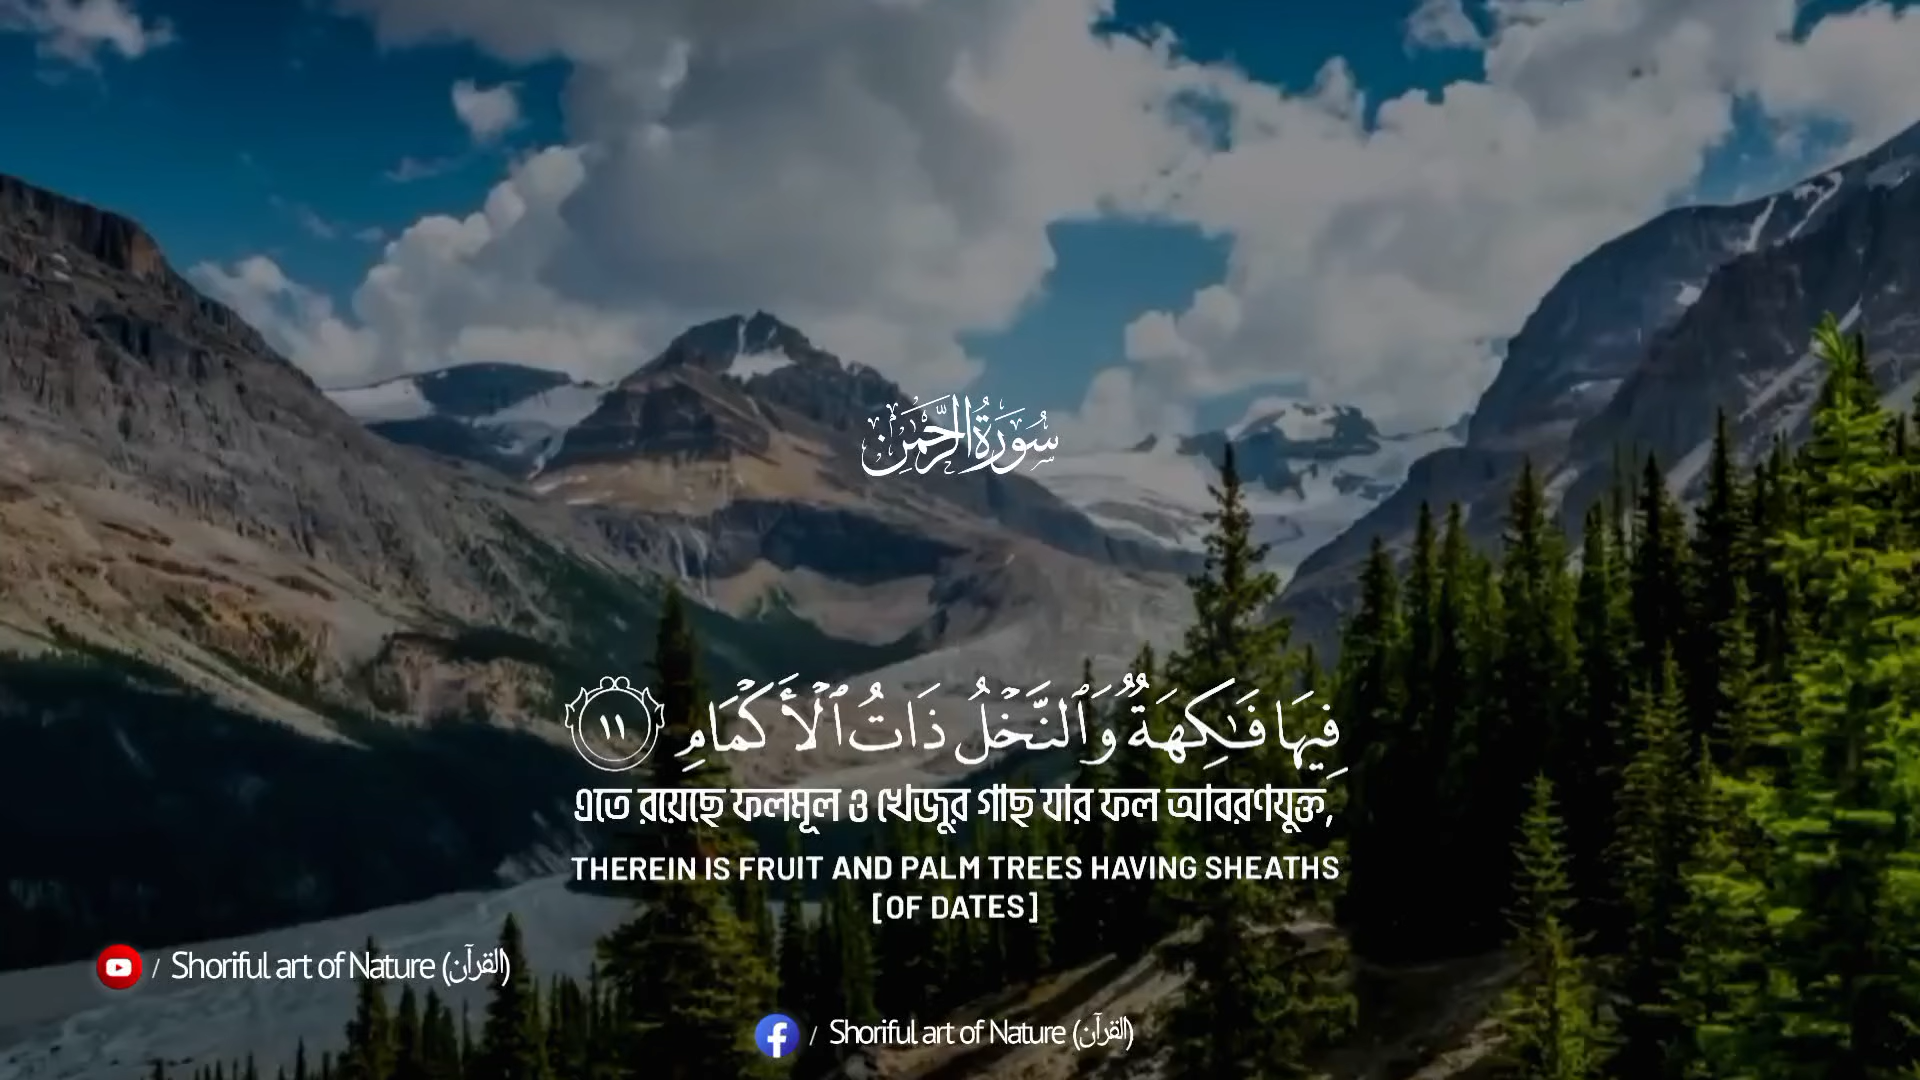 سُورَةُ الرَّحْمَٰن
فِيهَا فَٰكِهَةٌ وَٱلنَّخْلُ ذَاتُ ٱلْأَكْمَامِ ١١
এতে রয়েছে ফলমূল ও খেজুর গাছ যার ফল আবরণযুক্ত,
THEREIN IS FRUIT AND PALM TREES HAVING SHEATHS
[OF DATES]
/ Shoriful art of Nature (القرآن)
/ Shoriful art of Nature (القرآن)